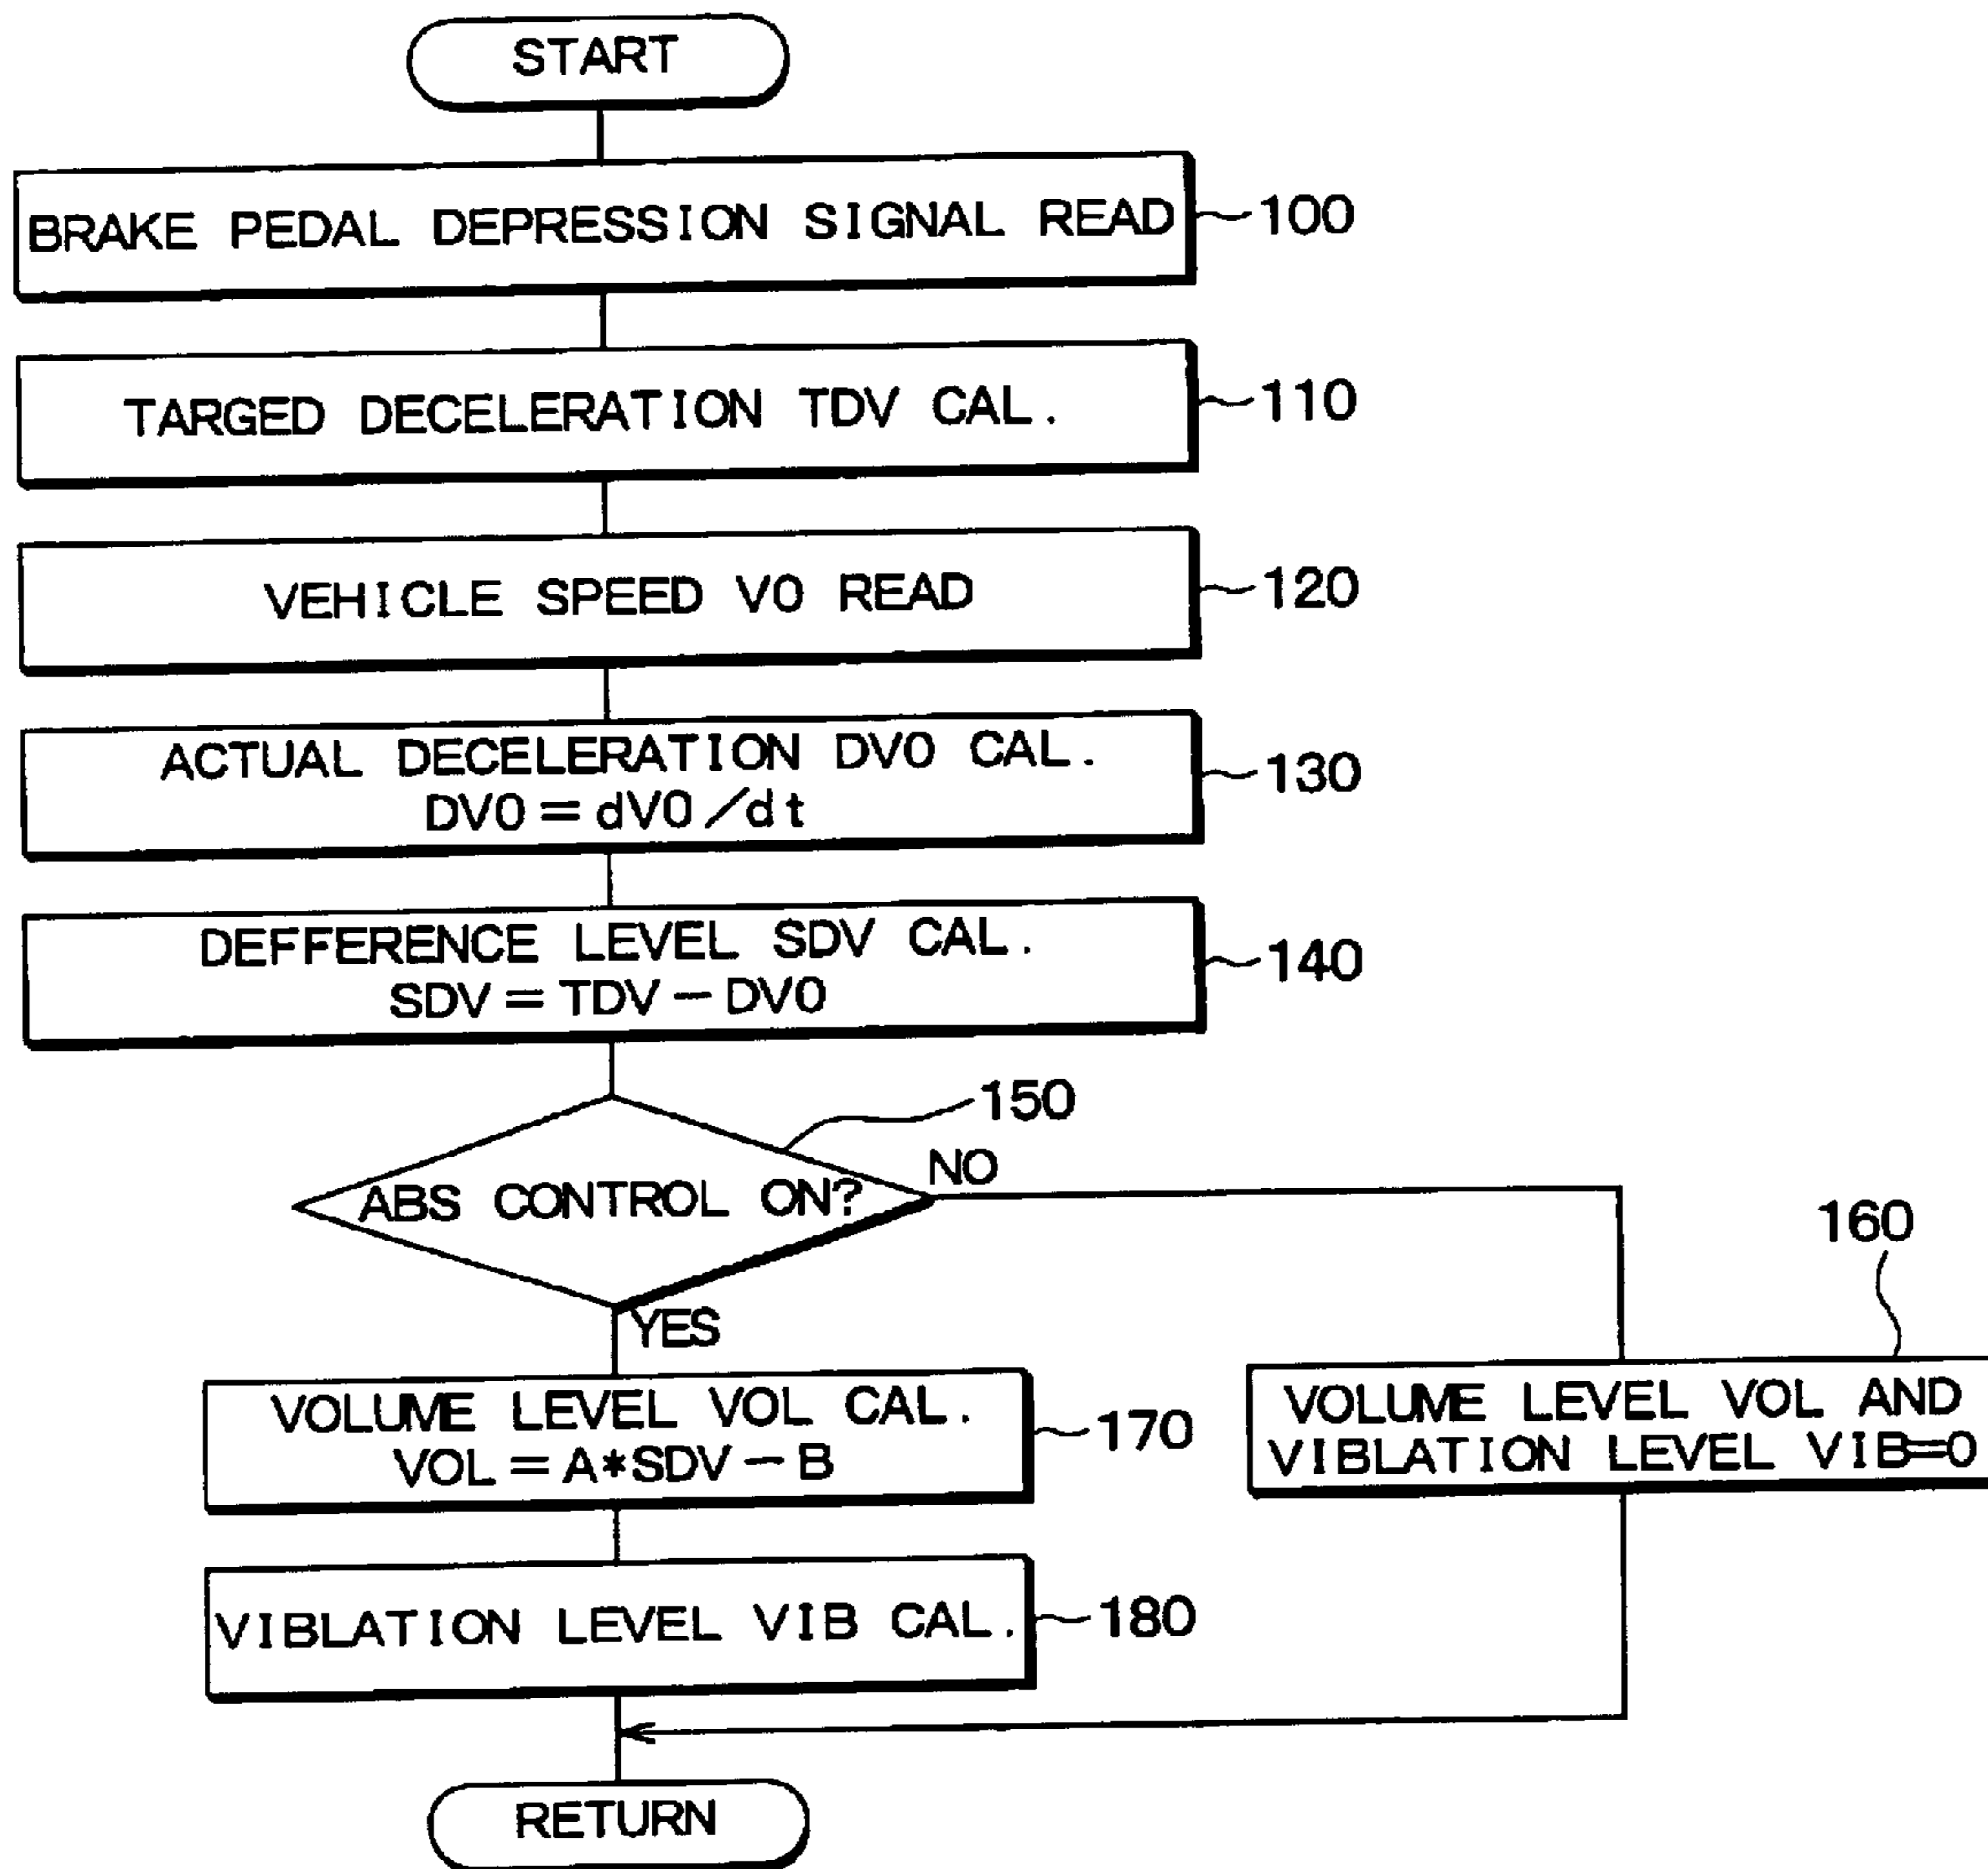 START
BRAKE PEDAL DEPRESSION SIGNAL READ
100
TARGED DECELERATION TDV CAL.
110
VEHICLE SPEED V0 READ
120
ACTUAL DECELERATION DV0 CAL.
DV0=dV0/dt
130
DEFFERENCE LEVEL SDV CAL.
SDV=TDV-DV0
140
150
ABS CONTROL ON?
NO
YES
160
VOLUME LEVEL VOL AND
VIBLATION LEVEL VIB=0
VOLUME LEVEL VOL CAL.
VOL=A*SDV-B
170
VIBLATION LEVEL VIB CAL.
180
RETURN